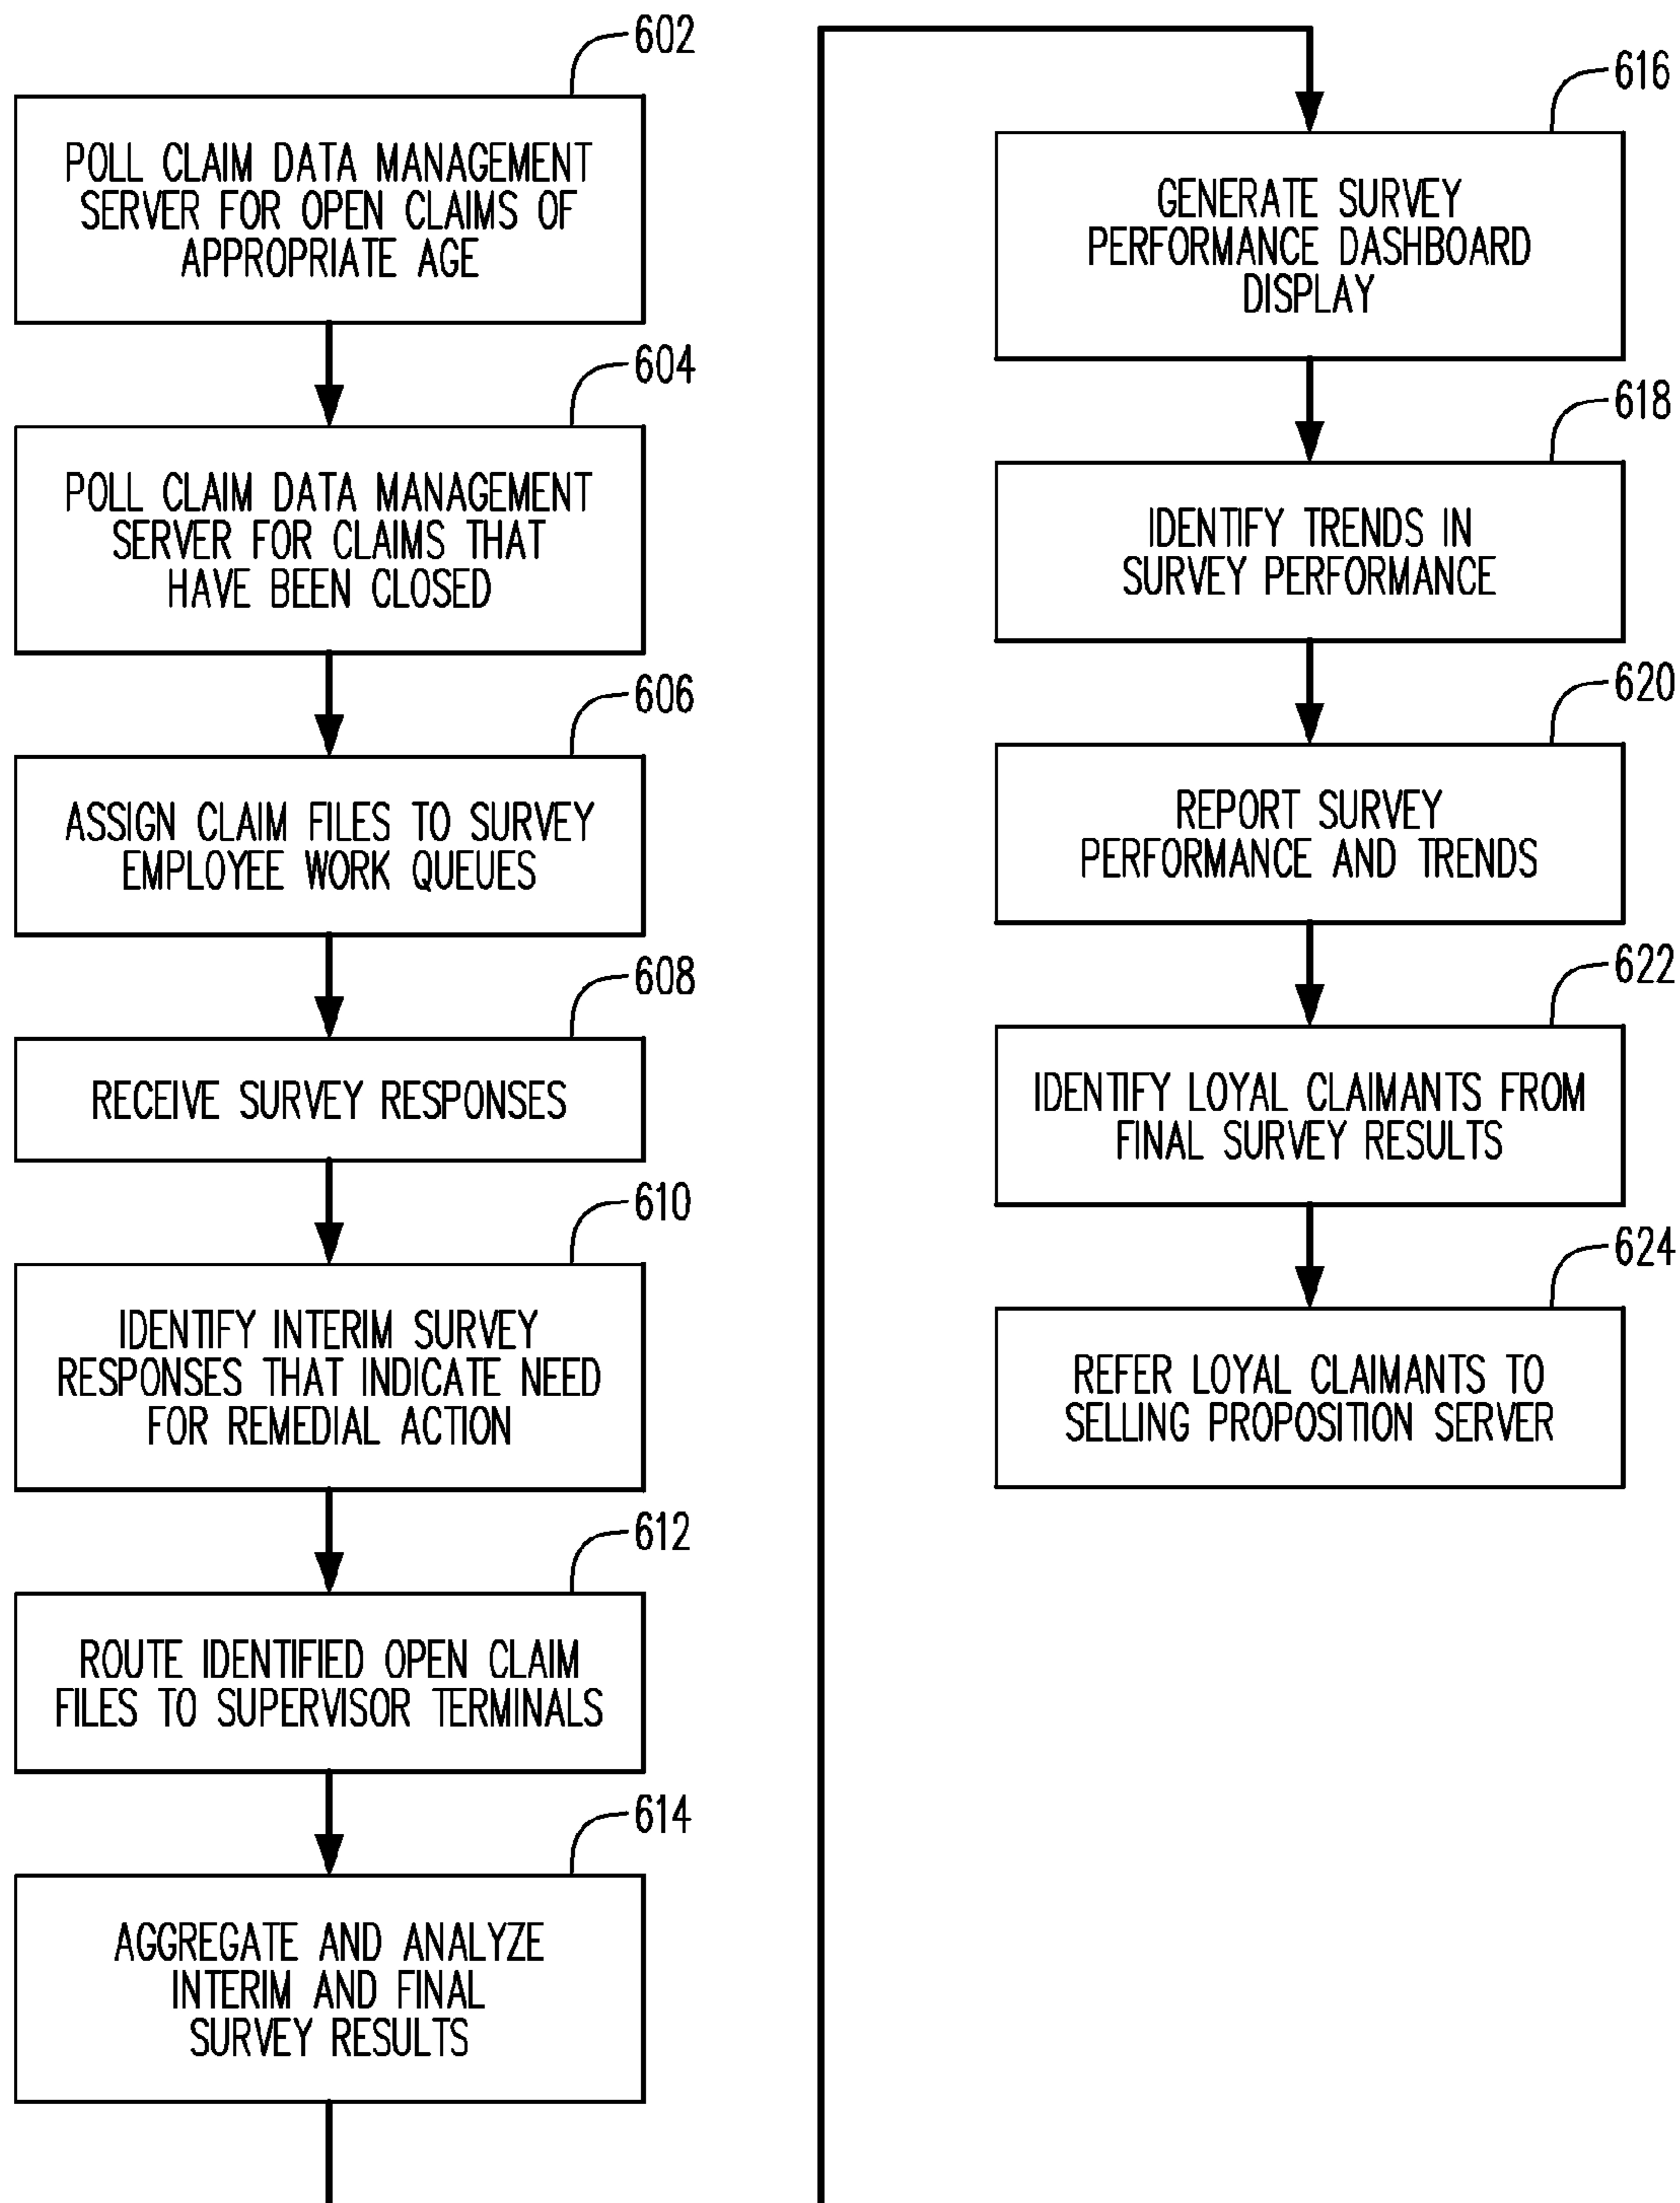 602
POLL CLAIM DATA MANAGEMENT
SERVER FOR OPEN CLAIMS OF
APPROPRIATE AGE
604
POLL CLAIM DATA MANAGEMENT
SERVER FOR CLAIMS THAT
HAVE BEEN CLOSED
606
ASSIGN CLAIM FILES TO SURVEY
EMPLOYEE WORK QUEUES
608
RECEIVE SURVEY RESPONSES
610
IDENTIFY INTERIM SURVEY
RESPONSES THAT INDICATE NEED
FOR REMEDIAL ACTION
612
ROUTE IDENTIFIED OPEN CLAIM
FILES TO SUPERVISOR TERMINALS
614
AGGREGATE AND ANALYZE
INTERIM AND FINAL
SURVEY RESULTS
616
GENERATE SURVEY
PERFORMANCE DASHBOARD
DISPLAY
618
IDENTIFY TRENDS IN
SURVEY PERFORMANCE
620
REPORT SURVEY
PERFORMANCE AND TRENDS
622
IDENTIFY LOYAL CLAIMANTS FROM
FINAL SURVEY RESULTS
624
REFER LOYAL CLAIMANTS TO
SELLING PROPOSITION SERVER